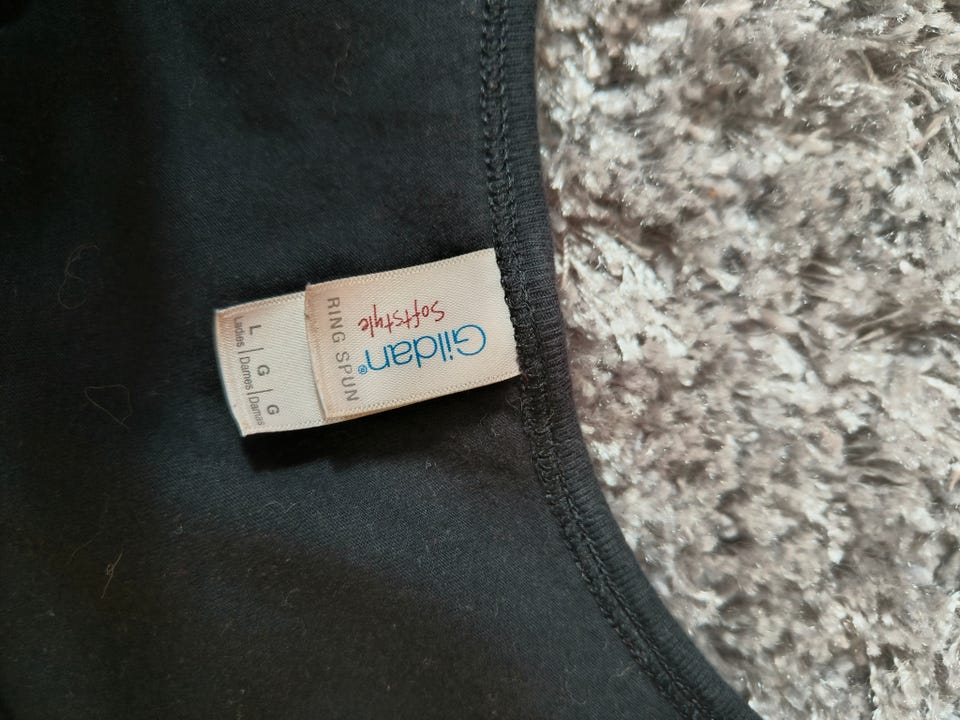 Gildan®
Softstyle
RING SPUN
L | G | G
Ladies | Dames | Damas